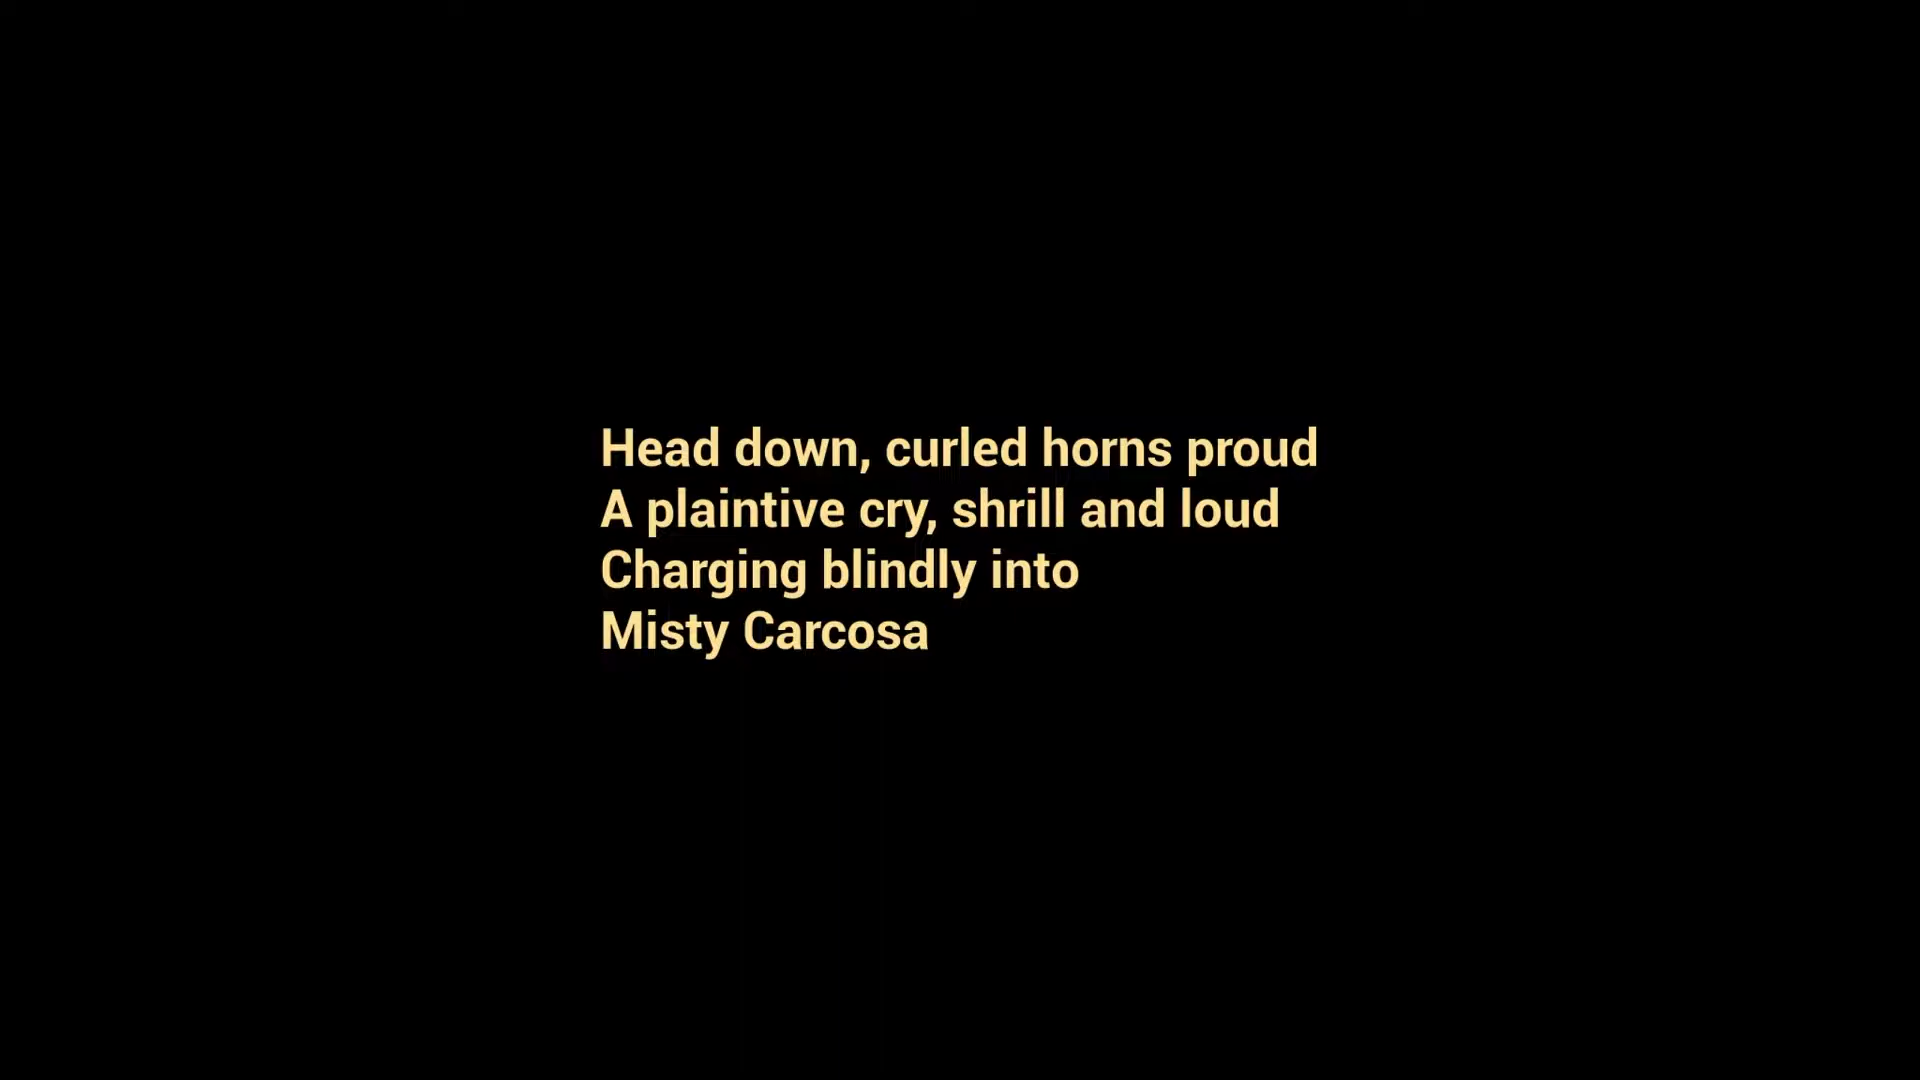 Head down, curled horns proud
A plaintive cry, shrill and loud
Charging blindly into
Misty Carcosa